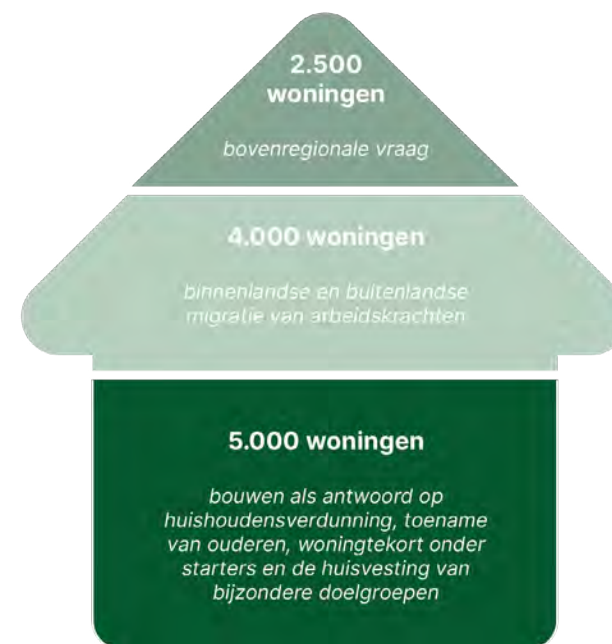 2.500
woningen
bovenregionale vraag
4.000 woningen
binnenlandse en buitenlandse
migratie van arbeidskrachten
5.000 woningen
bouwen als antwoord op
huishoudensverdunning, toename
van ouderen, woningtekort onder
starters en de huisvesting van
bijzondere doelgroepen